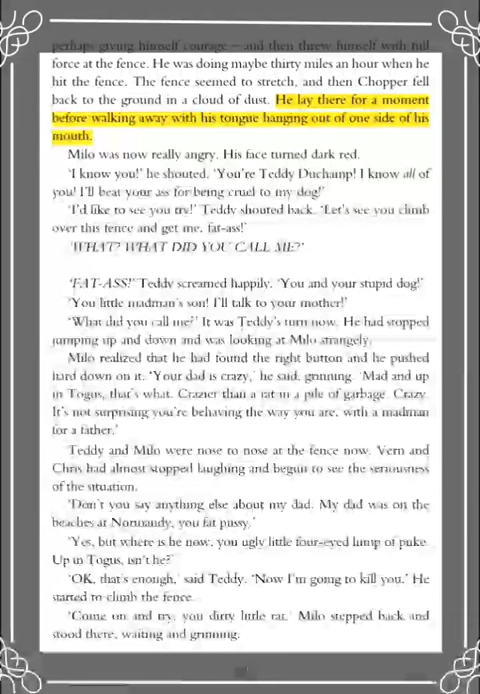 perhaps giving himself courage – and then threw himself with full
force at the fence. He was doing maybe thirty miles an hour when he
hit the fence. The fence seemed to stretch, and then Chopper fell
back to the ground in a cloud of dust. He lay there for a moment
before walking away with his tongue hanging out of one side of his
mouth.
Milo was now really angry. His face turned dark red.
'I know you!' he shouted. 'You're Teddy Duchamp! I know all of
you! I'll beat your ass for being cruel to my dog!'
'I'd like to see you try!' Teddy shouted back. 'Let's see you climb
over this fence and get me, fat-ass!'
'WHAT? WHAT DID YOU CALL ME?'
'FAT-ASS!' Teddy screamed happily. 'You and your stupid dog!'
'You little madman's son! I'll talk to your mother!'
'What did you call me?' It was Teddy's turn now. He had stopped
jumping up and down and was looking at Milo strangely.
Milo realized that he had found the right button and he pushed
hard down on it. 'Your dad is crazy,' he said, grinning. 'Mad and up
in Togus, that's what. Crazier than a rat in a pile of garbage. Crazy.
It's not surprising you're behaving the way you are, with a madman
for a father.'
Teddy and Milo were nose to nose at the fence now. Vern and
Chris had almost stopped laughing and begun to see the seriousness
of the situation.
'Don't you say anything else about my dad. My dad was on the
beaches at Normandy, you fat pussy.'
'Yes, but where is he now, you ugly little four-eyed lump of puke.
Up in Togus, isn't he?'
'OK, that's enough,' said Teddy. 'Now I'm going to kill you.' He
started to climb the fence.
'Come on and try, you dirty little rat.' Milo stepped back and
stood there, waiting and grinning.